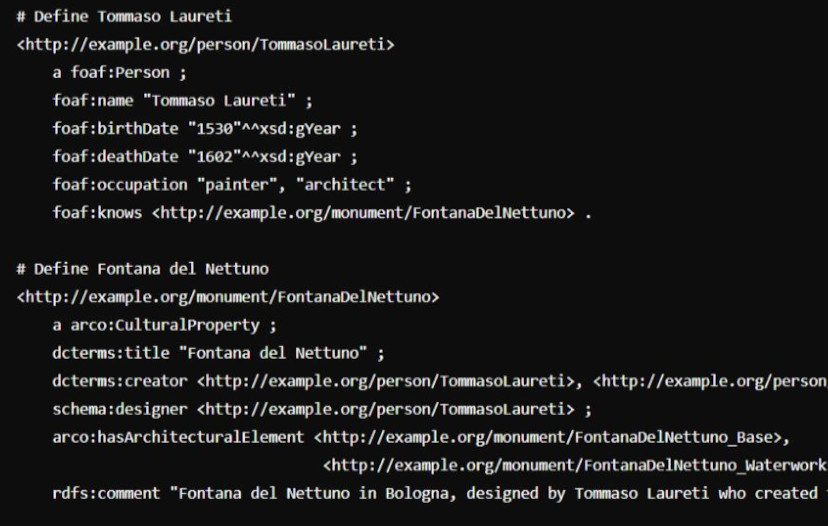 # Define Tommaso Laureti
<http://example.org/person/TommasoLaureti>
a foaf:Person ;
foaf:name "Tommaso Laureti" ;
foaf:birthDate "1530"^^xsd:gYear ;
foaf:deathDate "1602"^^xsd:gYear ;
foaf:occupation "painter", "architect" ;
foaf:knows <http://example.org/monument/FontanaDelNettuno> .
# Define Fontana del Nettuno
<http://example.org/monument/FontanaDelNettuno>
a arco:CulturalProperty ;
dcterms:title "Fontana del Nettuno" ;
dcterms:creator <http://example.org/person/TommasoLaureti>, <http://example.org/person/
schema:designer <http://example.org/person/TommasoLaureti> ;
arco:hasArchitecturalElement <http://example.org/monument/FontanaDelNettuno_Base>,
<http://example.org/monument/FontanaDelNettuno_Waterwork
rdfs:comment "Fontana del Nettuno in Bologna, designed by Tommaso Laureti who created